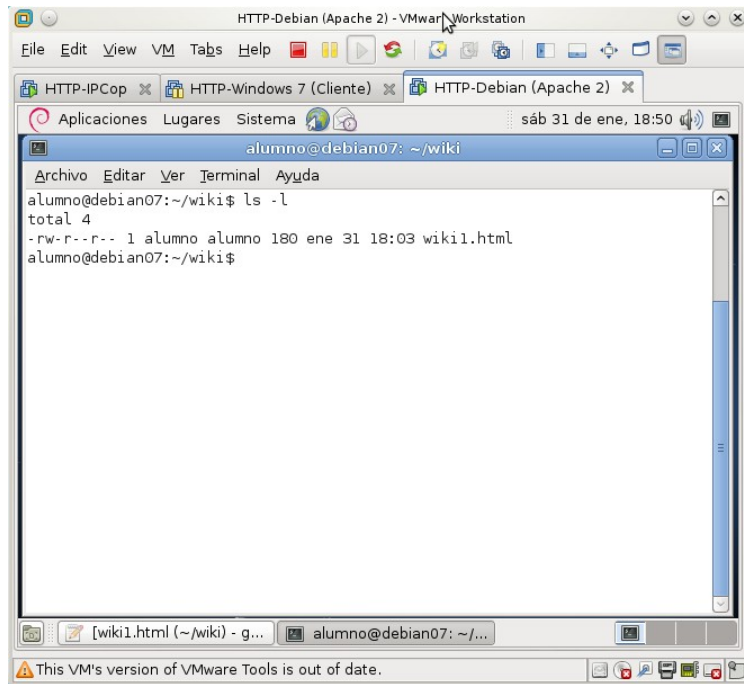 HTTP-Debian (Apache 2) - VMware Workstation
File Edit View VM Tabs Help
HTTP-IPCop HTTP-Windows 7 (Cliente) HTTP-Debian (Apache 2)
Aplicaciones Lugares Sistema sáb 31 de ene, 18:50
alumno@debian07: ~/wiki
Archivo Editar Ver Terminal Ayuda
alumno@debian07:~/wiki$ ls -l
total 4
-rw-r--r-- 1 alumno alumno 180 ene 31 18:03 wiki1.html
alumno@debian07:~/wiki$
[wiki1.html (~/wiki) - g... alumno@debian07: ~/...
This VM's version of VMware Tools is out of date.